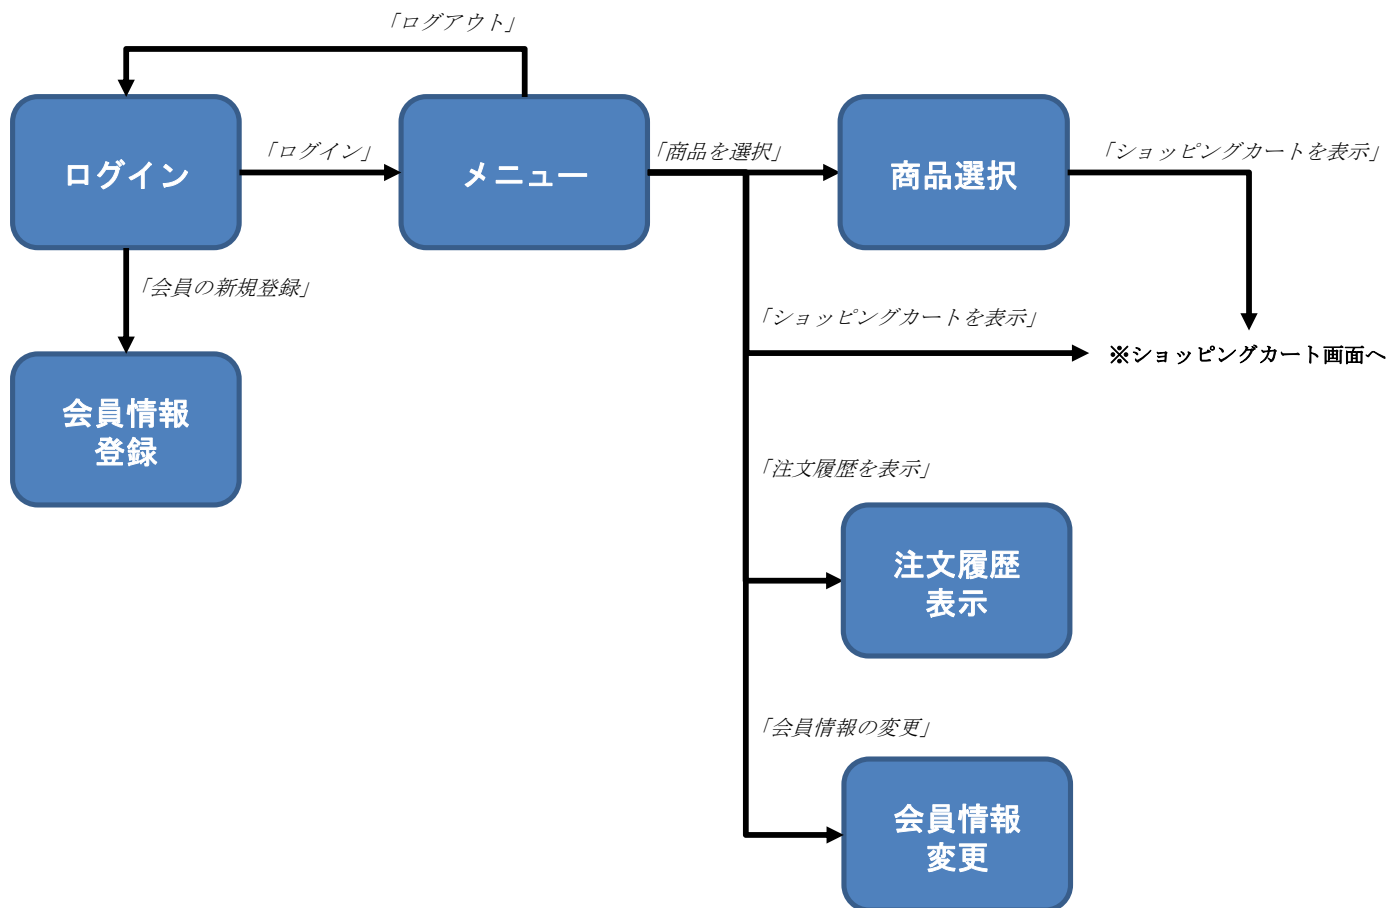 「ログアウト」
ログイン
「ログイン」
メニュー
「商品を選択」
商品選択
「ショッピングカートを表示」
「会員の新規登録」
「ショッピングカートを表示」
※ショッピングカート画面へ
会員情報
登録
「注文履歴を表示」
注文履歴
表示
「会員情報の変更」
会員情報
変更